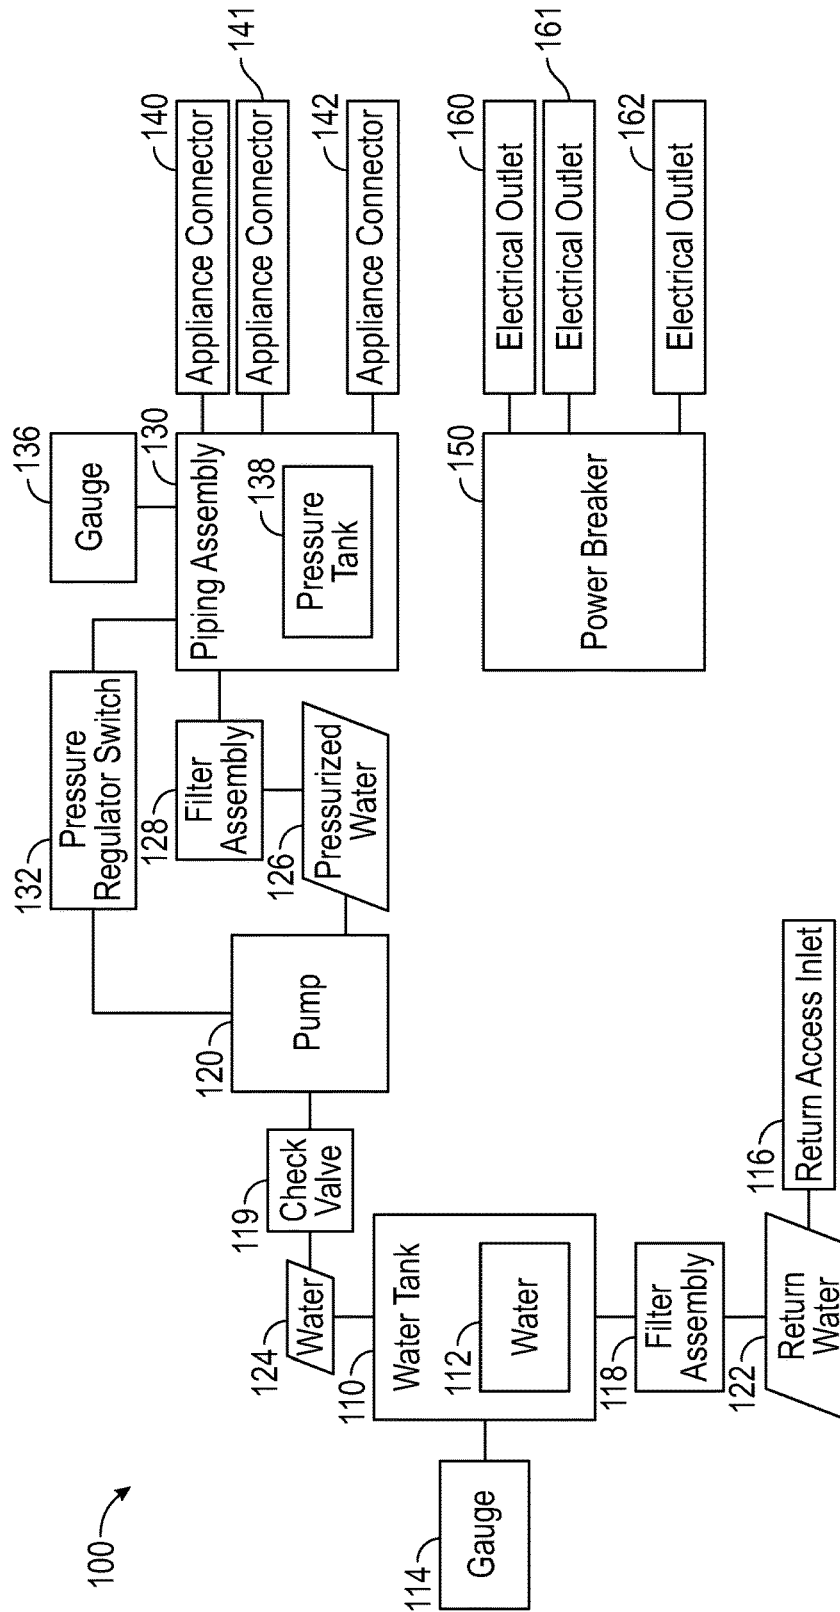 100
136
Gauge
140
Appliance Connector
141
Appliance Connector
142
Appliance Connector
130
Piping Assembly
138
Pressure
Tank
132
Pressure
Regulator Switch
128
Filter
Assembly
126
Pressurized
Water
120
Pump
119
Check
Valve
124
Water
110
Water Tank
112
Water
114
Gauge
118
Filter
Assembly
122
Return
Water
116
Return Access Inlet
150
Power Breaker
160
Electrical Outlet
161
Electrical Outlet
162
Electrical Outlet